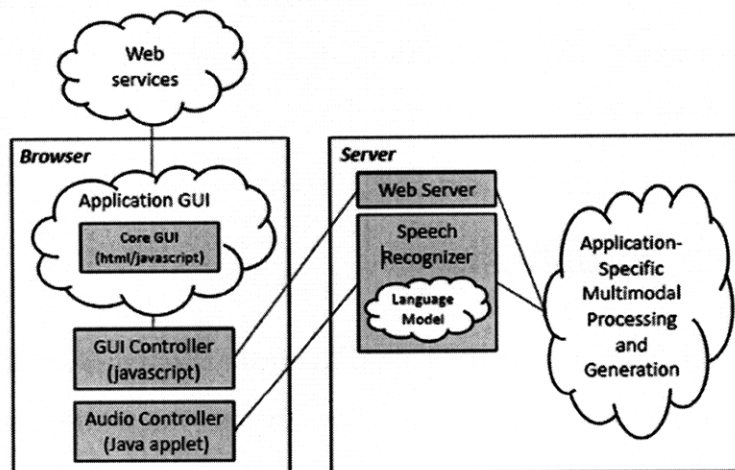 Web
services
Browser
Application GUI
Core GUI
(html/javascript)
GUI Controller
(javascript)
Audio Controller
(Java applet)
Server
Web Server
Speech
Recognizer
Language
Model
Application-
Specific
Multimodal
Processing
and
Generation